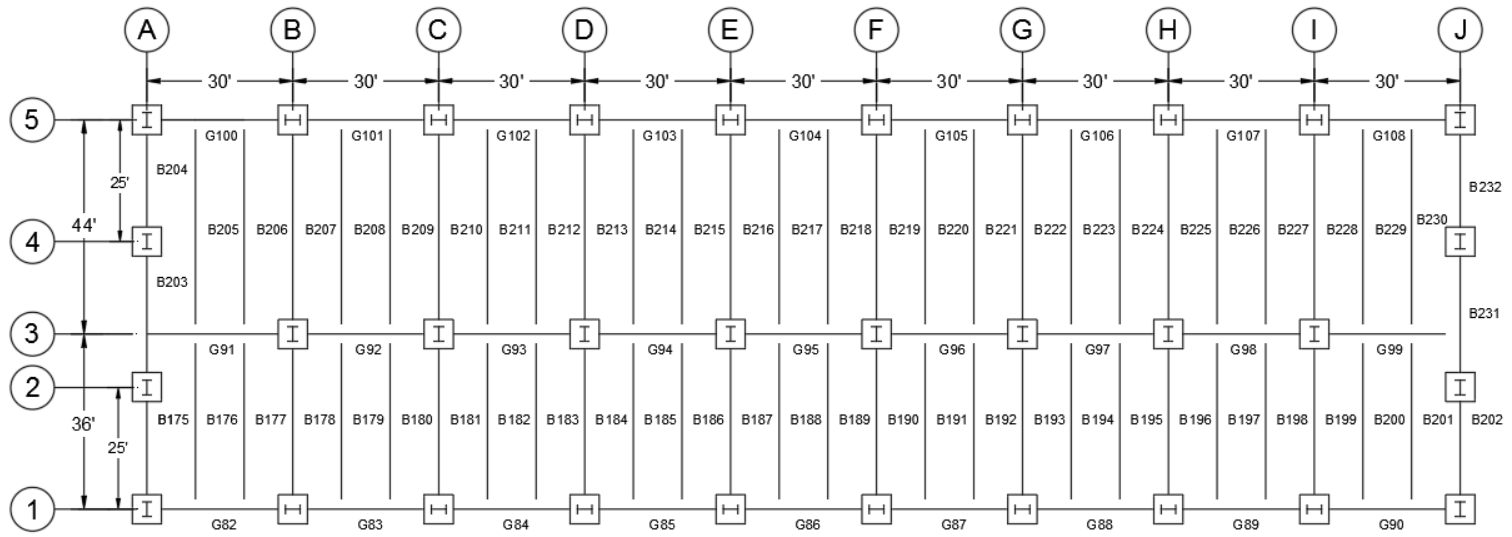 A B C D E F G H I J
30' 30' 30' 30' 30' 30' 30' 30' 30'
5
G100 G101 G102 G103 G104 G105 G106 G107 G108
B204
25'
B232
44'
B205 B206 B207 B208 B209 B210 B211 B212 B213 B214 B215 B216 B217 B218 B219 B220 B221 B222 B223 B224 B225 B226 B227 B228 B229 B230
4
B203
B231
3
G91 G92 G93 G94 G95 G96 G97 G98 G99
2
36'
B175 B176 B177 B178 B179 B180 B181 B182 B183 B184 B185 B186 B187 B188 B189 B190 B191 B192 B193 B194 B195 B196 B197 B198 B199 B200 B201 B202
25'
1
G82 G83 G84 G85 G86 G87 G88 G89 G90